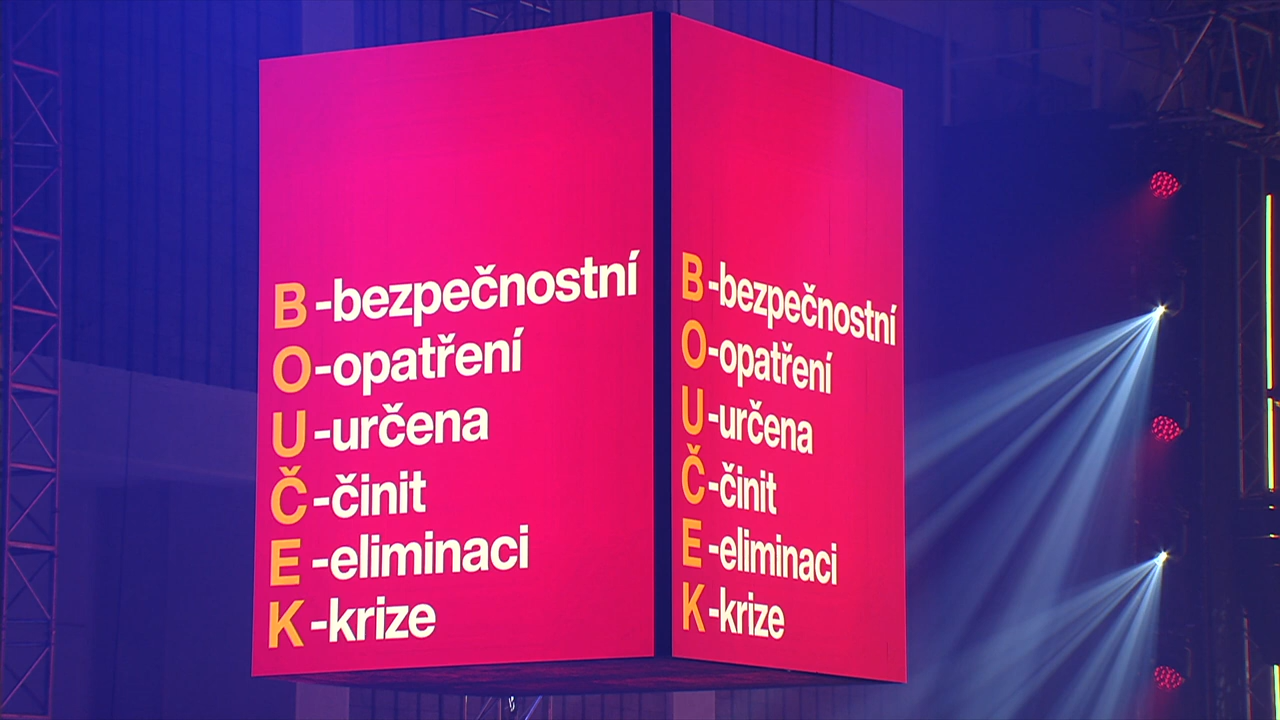 B -bezpečnostní
O -opatření
U -určena
Č -činit
E -eliminaci
K -krize
B -bezpečnostní
O -opatření
U -určena
Č -činit
E -eliminaci
K -krize